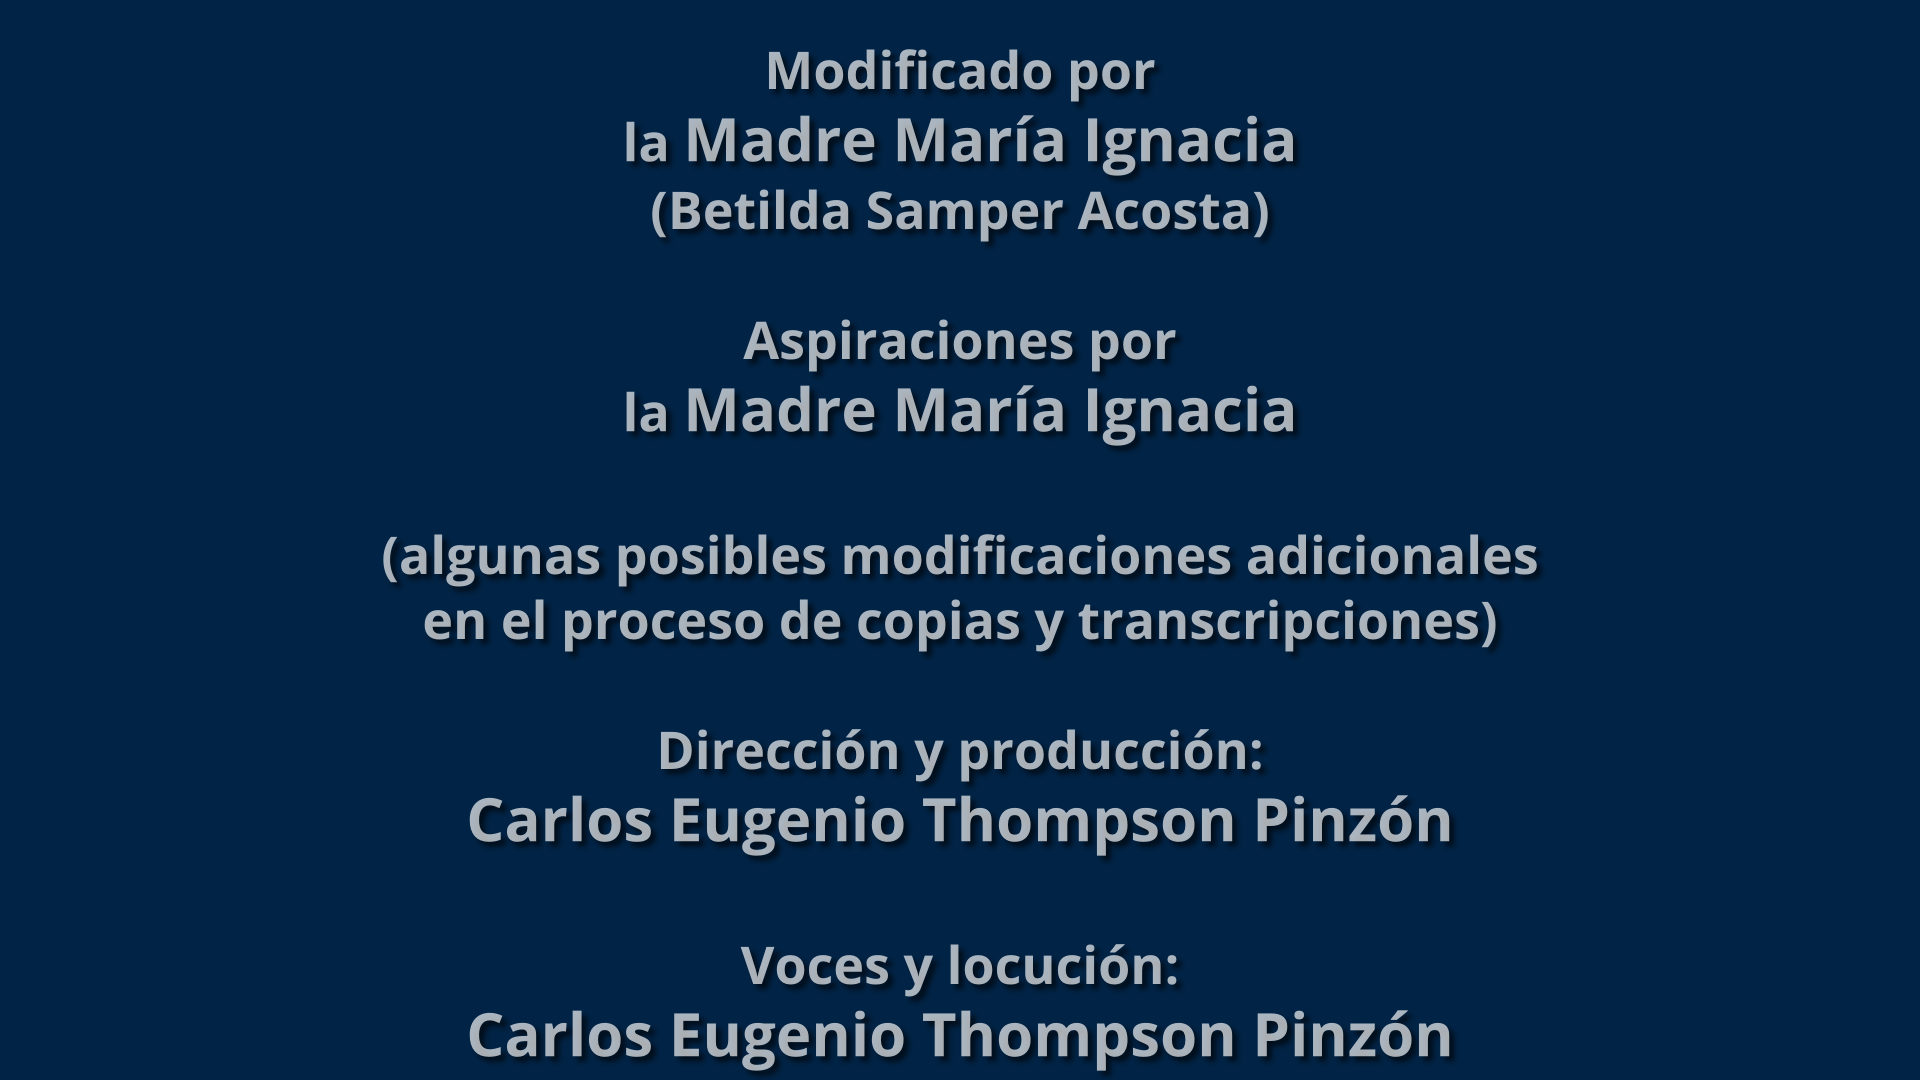 Modificado por
la Madre María Ignacia
(Betilda Samper Acosta)
Aspiraciones por
la Madre María Ignacia
(algunas posibles modificaciones adicionales
en el proceso de copias y transcripciones)
Dirección y producción:
Carlos Eugenio Thompson Pinzón
Voces y locución:
Carlos Eugenio Thompson Pinzón